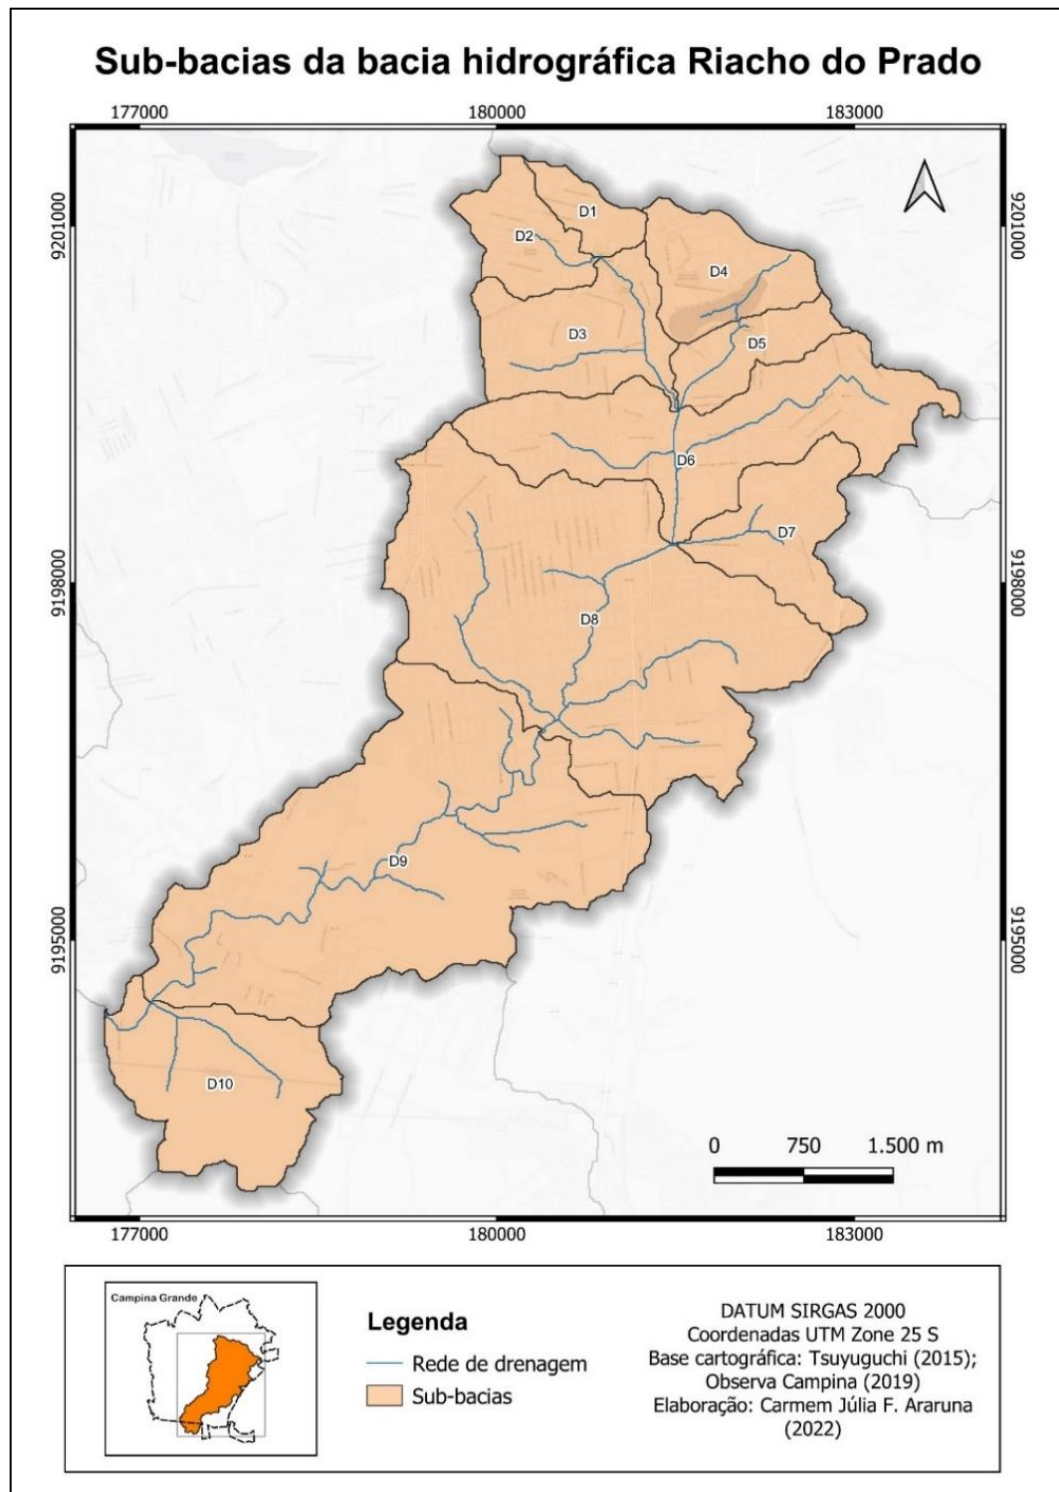 Sub-bacias da bacia hidrográfica Riacho do Prado
177000 180000 183000
9201000 9201000
D1
D2
D4
D3
D5
D6
D7
9198000 9198000
D8
D9
9195000 9195000
D10
0 750 1.500 m
177000 180000 183000
Campina Grande
Legenda
Rede de drenagem
Sub-bacias
DATUM SIRGAS 2000
Coordenadas UTM Zone 25 S
Base cartográfica: Tsuyuguchi (2015);
Observa Campina (2019)
Elaboração: Carmem Júlia F. Araruna
(2022)